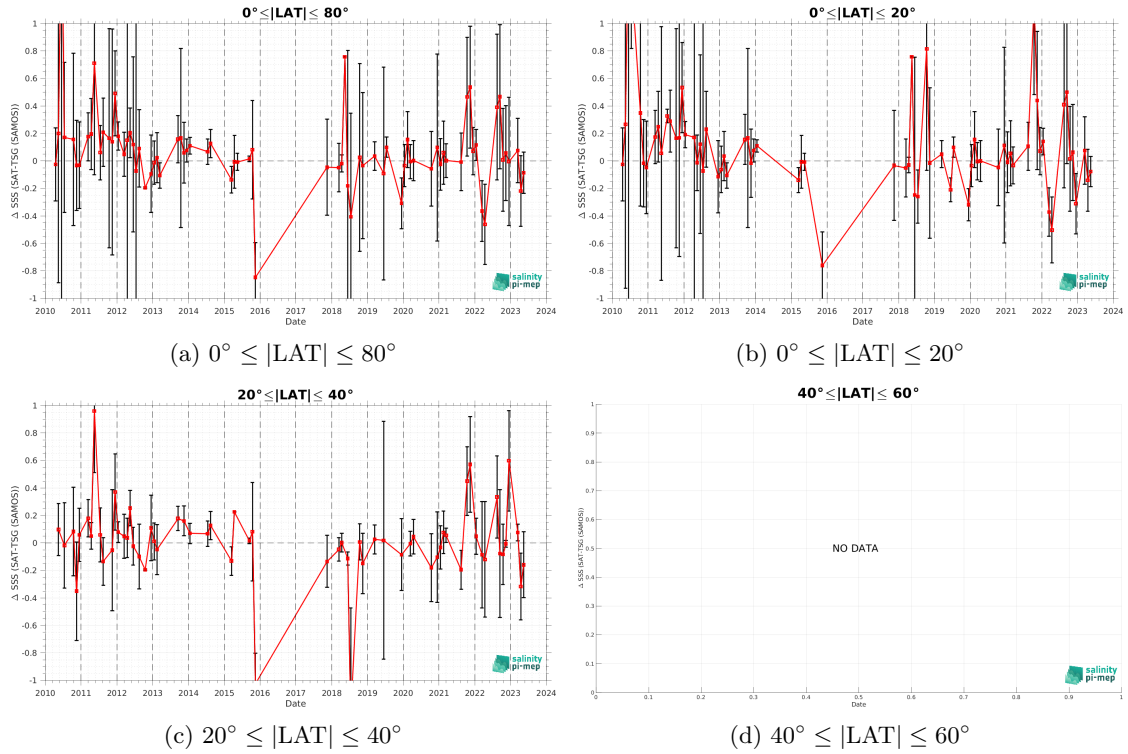 0°≤|LAT|≤ 80°
Δ SSS (SAT-TSG (SAMOS))
1
0.8
0.6
0.4
0.2
0
-0.2
-0.4
-0.6
-0.8
-1
2010 2011 2012 2013 2014 2015 2016 2017 2018 2019 2020 2021 2022 2023 2024
Date
salinity
pi-mep
(a) 0° ≤ |LAT| ≤ 80°
0°≤|LAT|≤ 20°
Δ SSS (SAT-TSG (SAMOS))
1
0.8
0.6
0.4
0.2
0
-0.2
-0.4
-0.6
-0.8
-1
2010 2011 2012 2013 2014 2015 2016 2017 2018 2019 2020 2021 2022 2023 2024
Date
salinity
pi-mep
(b) 0° ≤ |LAT| ≤ 20°
20°≤|LAT|≤ 40°
Δ SSS (SAT-TSG (SAMOS))
1
0.8
0.6
0.4
0.2
0
-0.2
-0.4
-0.6
-0.8
-1
2010 2011 2012 2013 2014 2015 2016 2017 2018 2019 2020 2021 2022 2023 2024
Date
salinity
pi-mep
(c) 20° ≤ |LAT| ≤ 40°
40°≤|LAT|≤ 60°
Δ SSS (SAT-TSG (SAMOS))
1
0.9
0.8
0.7
0.6
0.5
0.4
0.3
0.2
0.1
0
NO DATA
0 0.1 0.2 0.3 0.4 0.5 0.6 0.7 0.8 0.9 1
Date
salinity
pi-mep
(d) 40° ≤ |LAT| ≤ 60°